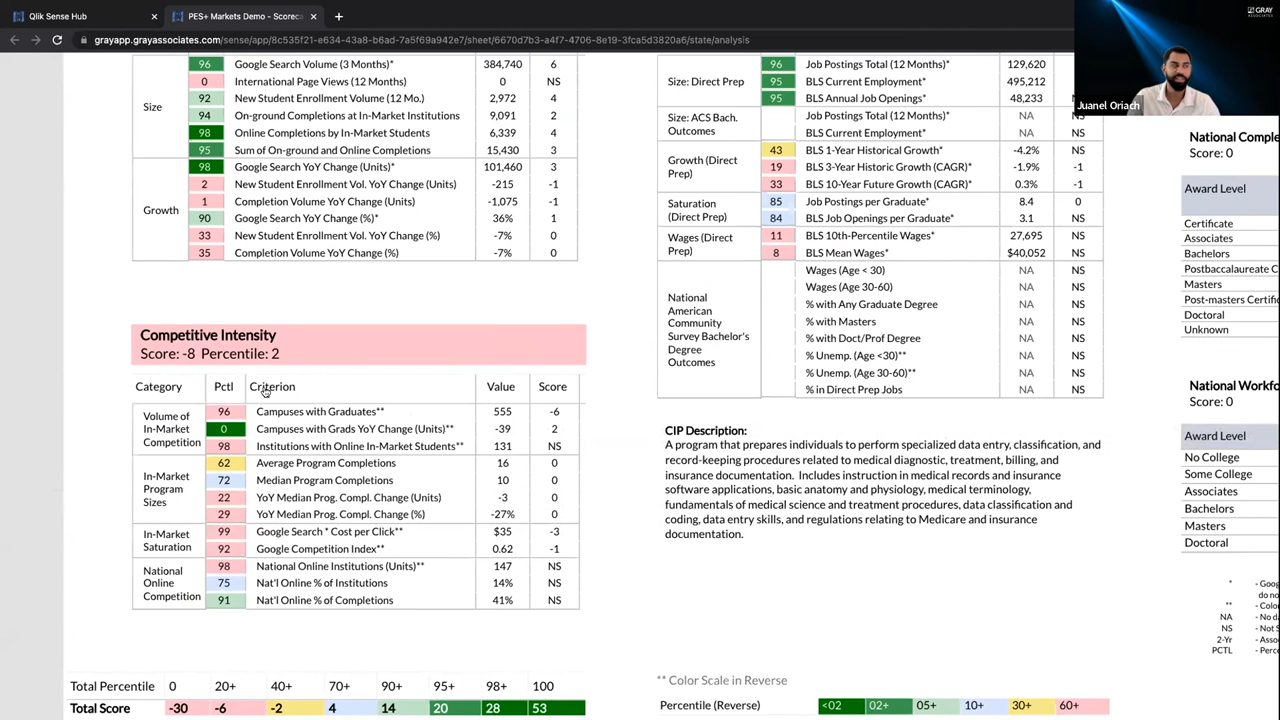 Qlik Sense Hub
PES+ Markets Demo - Scoreca
grayapp.grayassociates.com/sense/app/8c535f21-e634-43a8-b6ad-7a5f69a942e7/sheet/6670d7b3-a4f7-4706-8e19-3fca5d3820a6/state/analysis
GRAY
ASSOCIATES
Juanel Oriach
Size
96 Google Search Volume (3 Months)* 384,740 6
0 International Page Views (12 Months) 0 NS
92 New Student Enrollment Volume (12 Mo.) 2,972 4
94 On-ground Completions at Market Institutions 9,091 2
98 Online Completions by In-Market Students 6,339 4
95 Sum of On-ground and Online Completions 15,430 3
Growth
98 Google Search YoY Change (Units)* 101,460 3
2 New Student Enrollment Vol. YoY Change (Units) -215 -1
1 Completion Volume YoY Change (Units) -1,075 -1
90 Google Search YoY Change (%)* 36% 1
33 New Student Enrollment Vol. YoY Change (%) -7% 0
35 Completion Volume YoY Change (%) -7% 0
Competitive Intensity
Score: -8 Percentile: 2
Category Pctl Criterion Value Score
Volume of In-Market Competition
96 Campuses with Graduates** 555 -6
0 Campuses with Grads YoY Change (Units)** -39 2
98 Institutions with Online In-Market Students** 131 NS
In-Market Program Sizes
62 Average Program Completions 16 0
72 Median Program Completions 10 0
22 YoY Median Prog. Compl. Change (Units) -3 0
29 YoY Median Prog. Compl. Change (%) -27% 0
In-Market Saturation
99 Google Search * Cost per Click** $35 -3
92 Google Competition Index** 0.62 -1
National Online Competition
98 National Online Institutions (Units)** 147 NS
75 Nat'l Online % of Institutions 14% NS
91 Nat'l Online % of Completions 41% NS
Total Percentile 0 20+ 40+ 70+ 90+ 95+ 98+ 100
Total Score -30 -6 -2 4 14 20 28 53
Size: Direct Prep
96 Job Postings Total (12 Months)* 129,620
95 BLS Current Employment* 495,212
95 BLS Annual Job Openings* 48,233
Size: ACS Bach. Outcomes
Job Postings Total (12 Months)* NA NS
BLS Current Employment* NA NS
Growth (Direct Prep)
43 BLS 1-Year Historical Growth* -4.2% NS
19 BLS 3-Year Historic Growth (CAGR)* -1.9% -1
33 BLS 10-Year Future Growth (CAGR)* 0.3% -1
Saturation (Direct Prep)
85 Job Postings per Graduate* 8.4 0
84 BLS Job Openings per Graduate* 3.1 NS
Wages (Direct Prep)
11 BLS 10th-Percentile Wages* 27,695 NS
8 BLS Mean Wages* $40,052 NS
National American Community Survey Bachelor's Degree Outcomes
Wages (Age < 30) NA NS
Wages (Age 30-60) NA NS
% with Any Graduate Degree NA NS
% with Masters NA NS
% with Doct/Prof Degree NA NS
% Unemp. (Age <30)** NA NS
% Unemp. (Age 30-60)** NA NS
% in Direct Prep Jobs NA NS
CIP Description:
A program that prepares individuals to perform specialized data entry, classification, and
record-keeping procedures related to medical diagnostic, treatment, billing, and
insurance documentation. Includes instruction in medical records and insurance
software applications, basic anatomy and physiology, medical terminology,
fundamentals of medical science and treatment procedures, data classification and
coding, data entry skills, and regulations relating to Medicare and insurance
documentation.
** Color Scale in Reverse
Percentile (Reverse) <02 02+ 05+ 10+ 30+ 60+
National Comple
Score: 0
Award Level
Certificate
Associates
Bachelors
Postbaccalaureate C
Masters
Post-masters Certifi
Doctoral
Unknown
National Workfo
Score: 0
Award Level
No College
Some College
Associates
Bachelors
Masters
Doctoral
* - Goog
do no
** - Colo
NA - No da
NS - Not S
2-Yr - Asso
PCTL - Perce